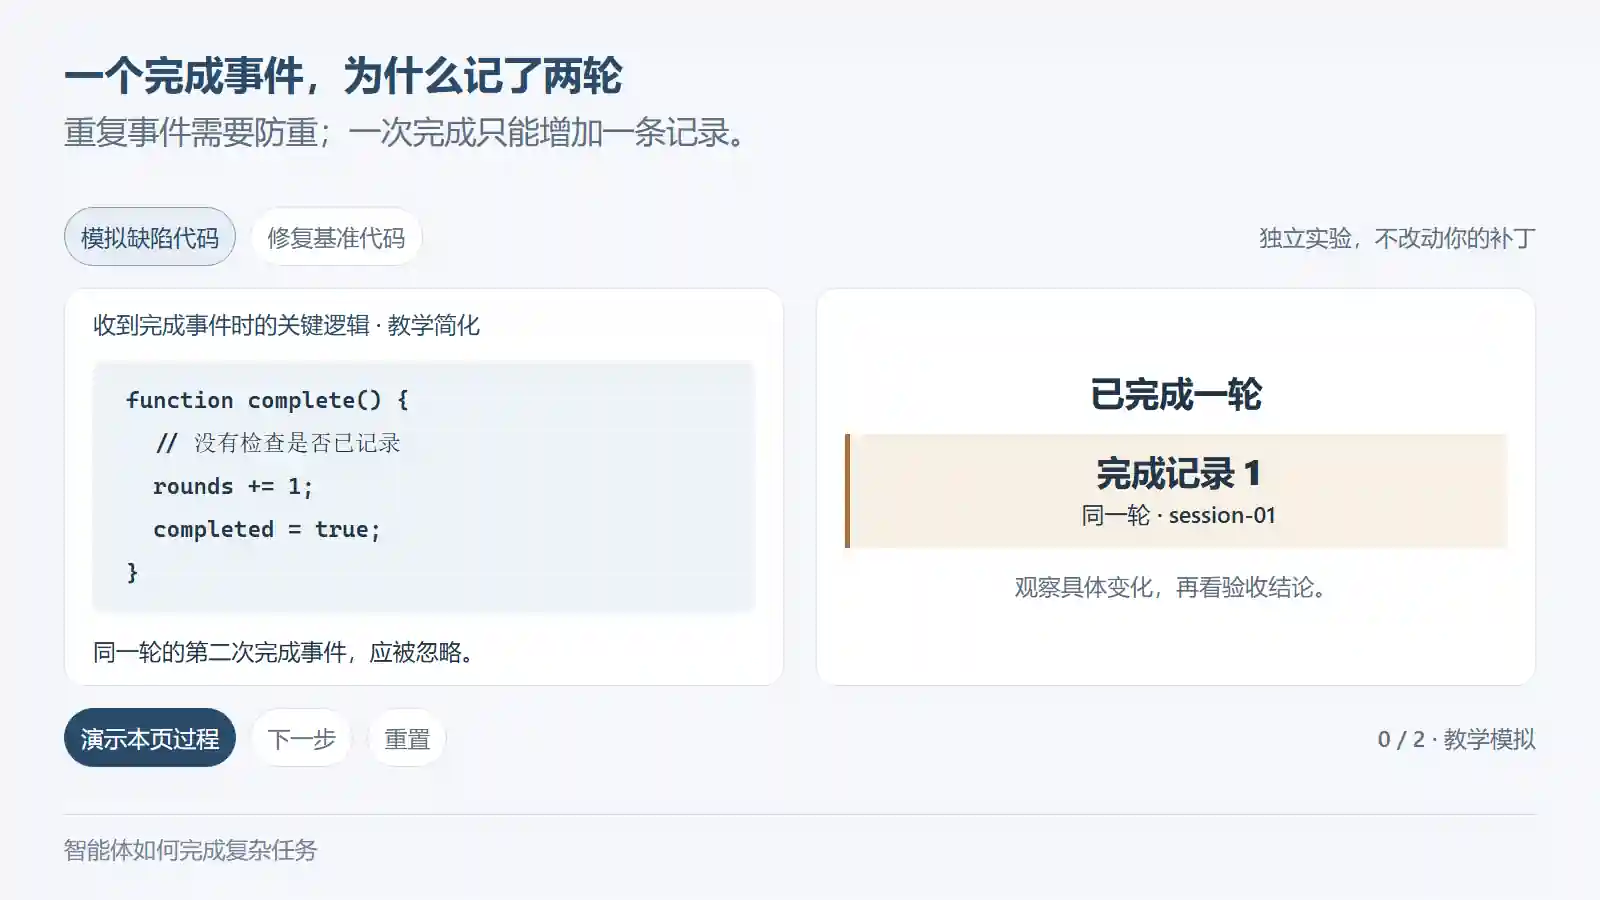 一个完成事件，为什么记了两轮
重复事件需要防重；一次完成只能增加一条记录。
模拟缺陷代码
修复基准代码
独立实验，不改动你的补丁
收到完成事件时的关键逻辑 · 教学简化
function complete() {
// 没有检查是否已记录
rounds += 1;
completed = true;
}
同一轮的第二次完成事件，应被忽略。
已完成一轮
完成记录 1
同一轮 · session-01
观察具体变化，再看验收结论。
演示本页过程
下一步
重置
0 / 2 · 教学模拟
智能体如何完成复杂任务